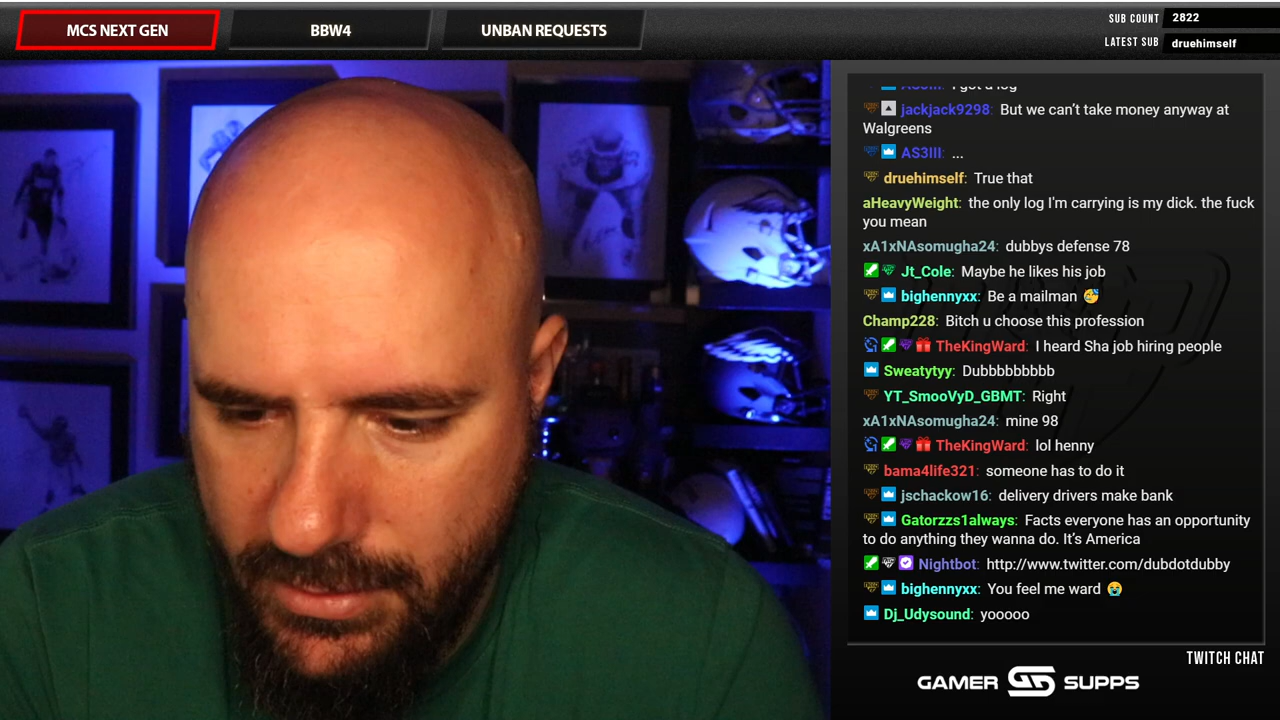 MCS NEXT GEN
BBW4
UNBAN REQUESTS
SUB COUNT 2822
LATEST SUB druehimself
AS3III: I got a log
jackjack9298: But we can't take money anyway at
Walgreens
AS3III: ...
druehimself: True that
aHeavyWeight: the only log I'm carrying is my dick. the fuck
you mean
xA1xNAsomugha24: dubbys defense 78
Jt_Cole: Maybe he likes his job
bighennyxx: Be a mailman 😴
Champ228: Bitch u choose this profession
TheKingWard: I heard Sha job hiring people
Sweatytyy: Dubbbbbbbbb
YT_SmooVyD_GBMT: Right
xA1xNAsomugha24: mine 98
TheKingWard: lol henny
bama4life321: someone has to do it
jschackow16: delivery drivers make bank
Gatorzzs1always: Facts everyone has an opportunity
to do anything they wanna do. It's America
Nightbot: http://www.twitter.com/dubdotdubby
bighennyxx: You feel me ward 😭
Dj_Udysound: yooooo
TWITCH CHAT
GAMER SUPPS